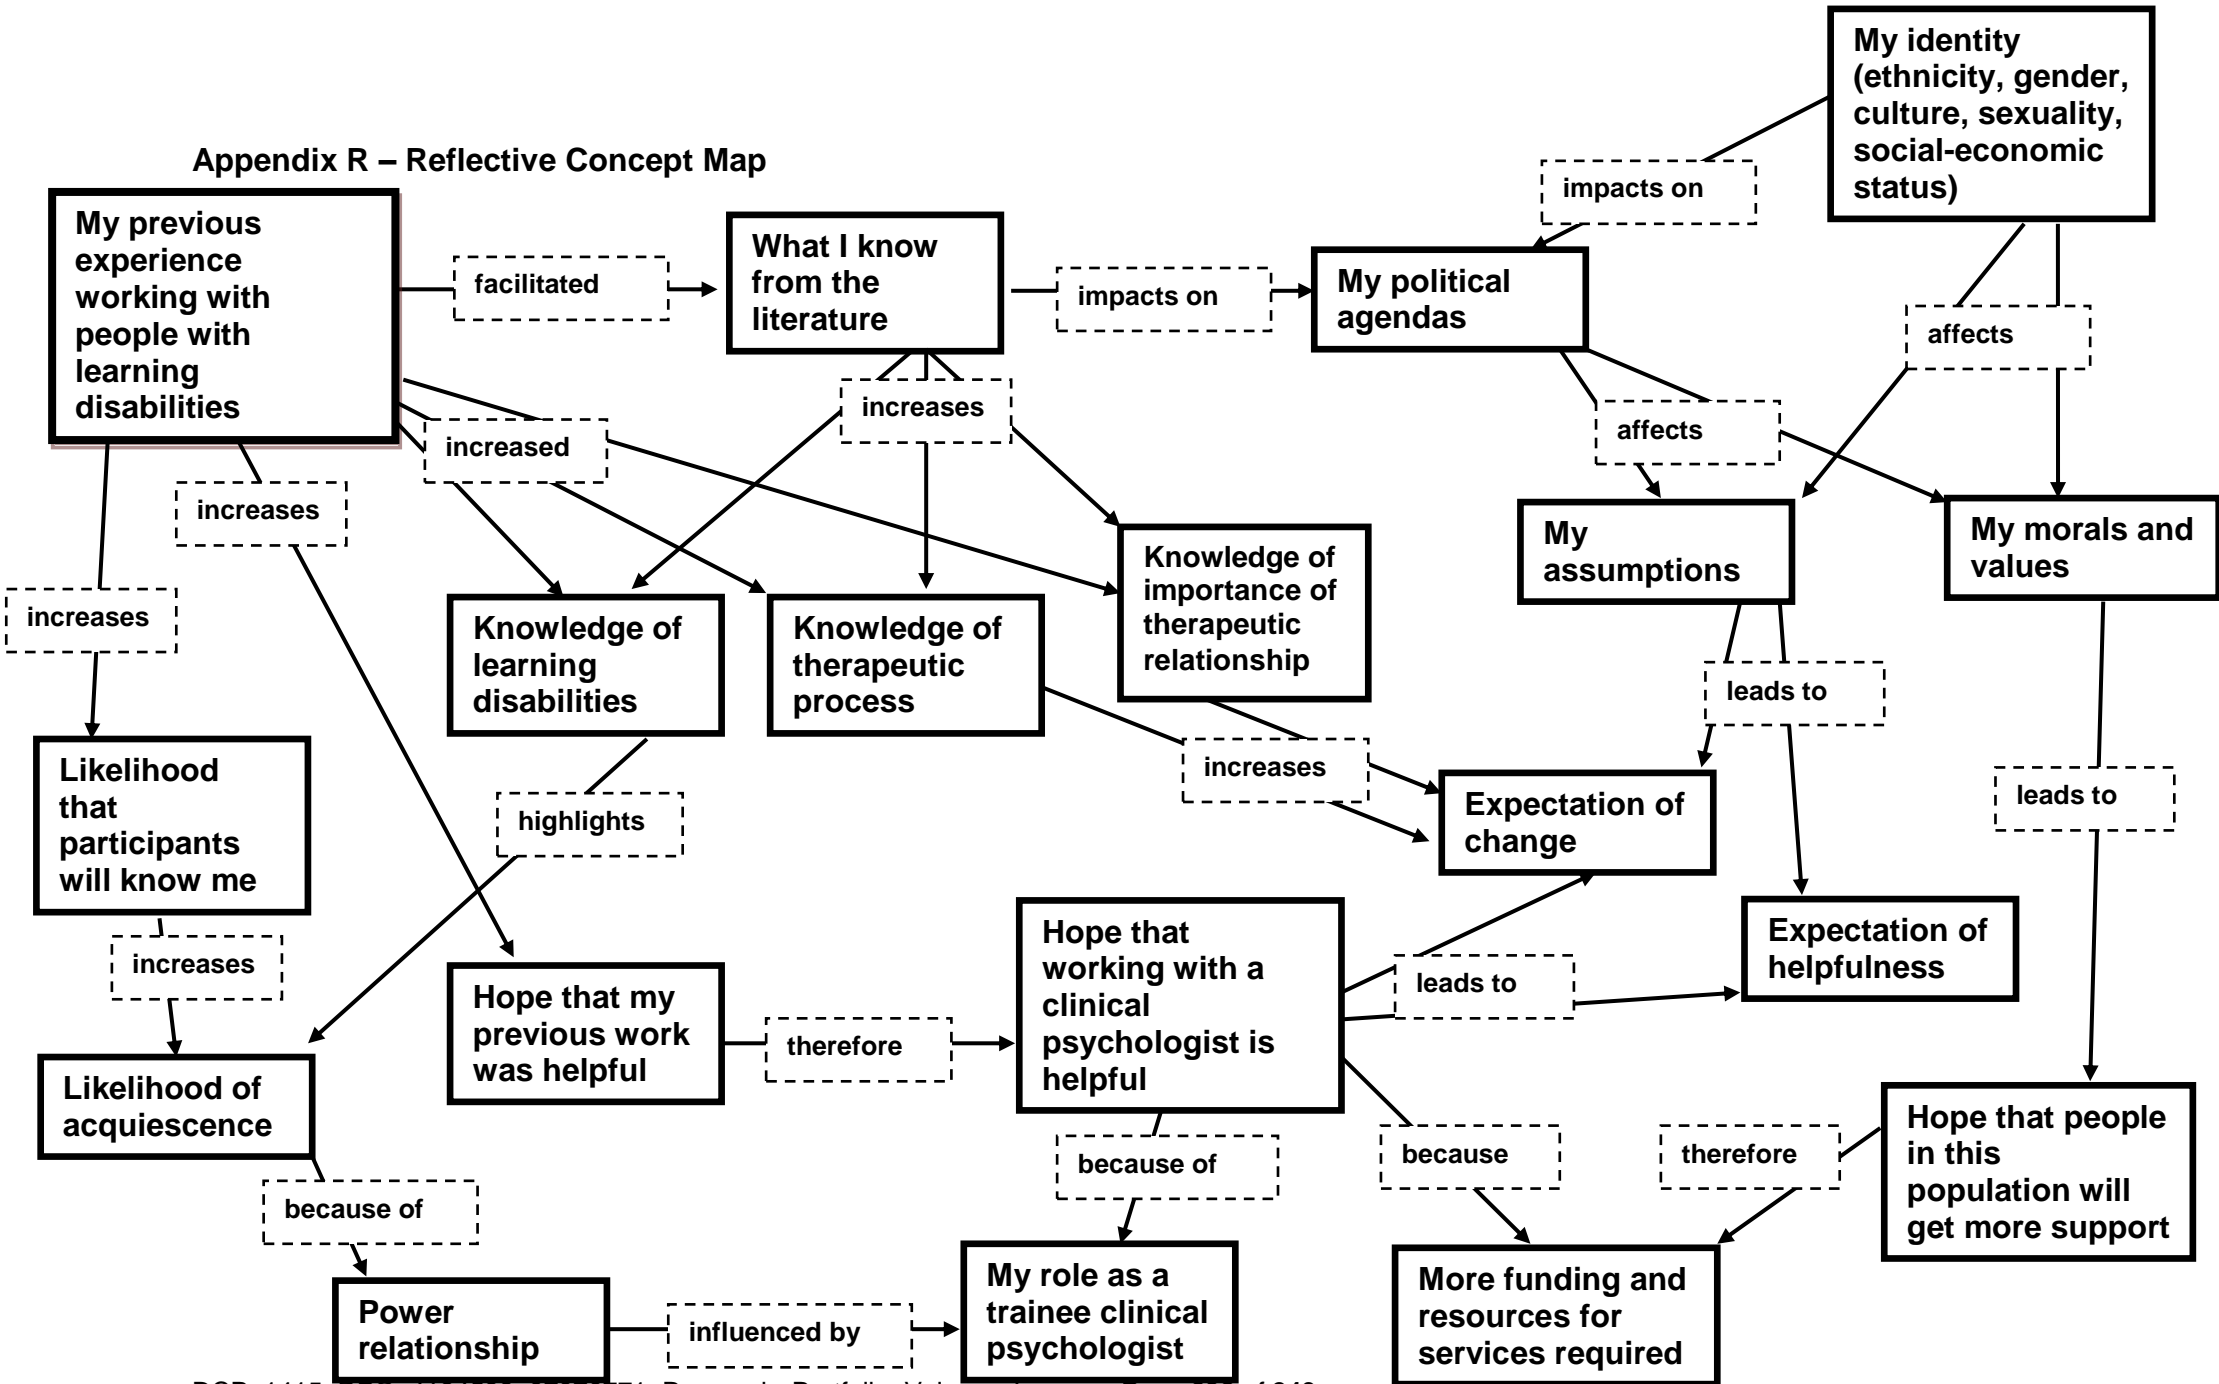 Appendix R – Reflective Concept Map
My identity
(ethnicity, gender,
culture, sexuality,
social-economic
status)
impacts on
My previous
experience
working with
people with
learning
disabilities
facilitated
What I know
from the
literature
impacts on
My political
agendas
affects
increases
affects
increased
increases
My
assumptions
My morals and
values
Knowledge of
importance of
therapeutic
relationship
increases
Knowledge of
learning
disabilities
Knowledge of
therapeutic
process
leads to
increases
leads to
Likelihood
that
participants
will know me
highlights
Expectation of
change
increases
Hope that
working with a
clinical
psychologist is
helpful
leads to
Expectation of
helpfulness
Hope that my
previous work
was helpful
therefore
Likelihood of
acquiescence
because of
because
therefore
Hope that people
in this
population will
get more support
because of
Power
relationship
influenced by
My role as a
trainee clinical
psychologist
More funding and
resources for
services required